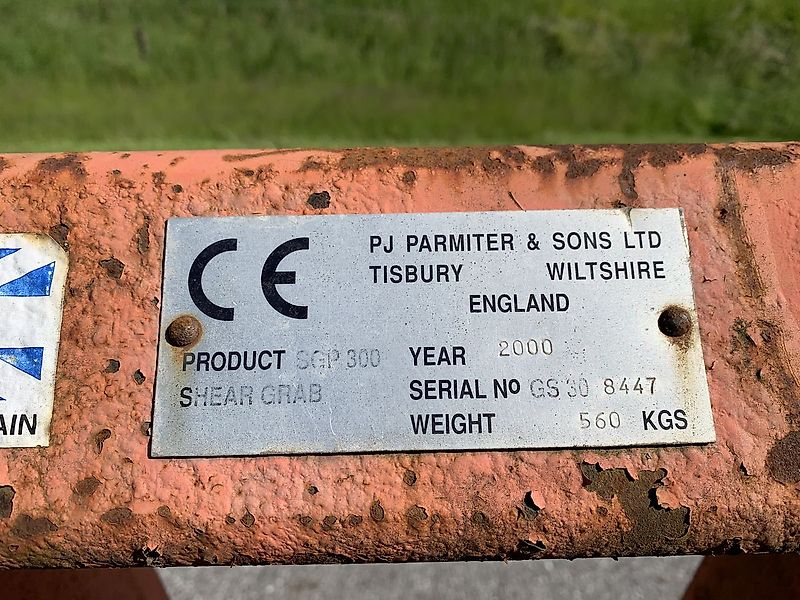 CE
PJ PARMITER & SONS LTD
TISBURY WILTSHIRE
ENGLAND
PRODUCT SGP 300 YEAR 2000
SHEAR GRAB SERIAL No GS 30 8447
WEIGHT 560 KGS
AIN